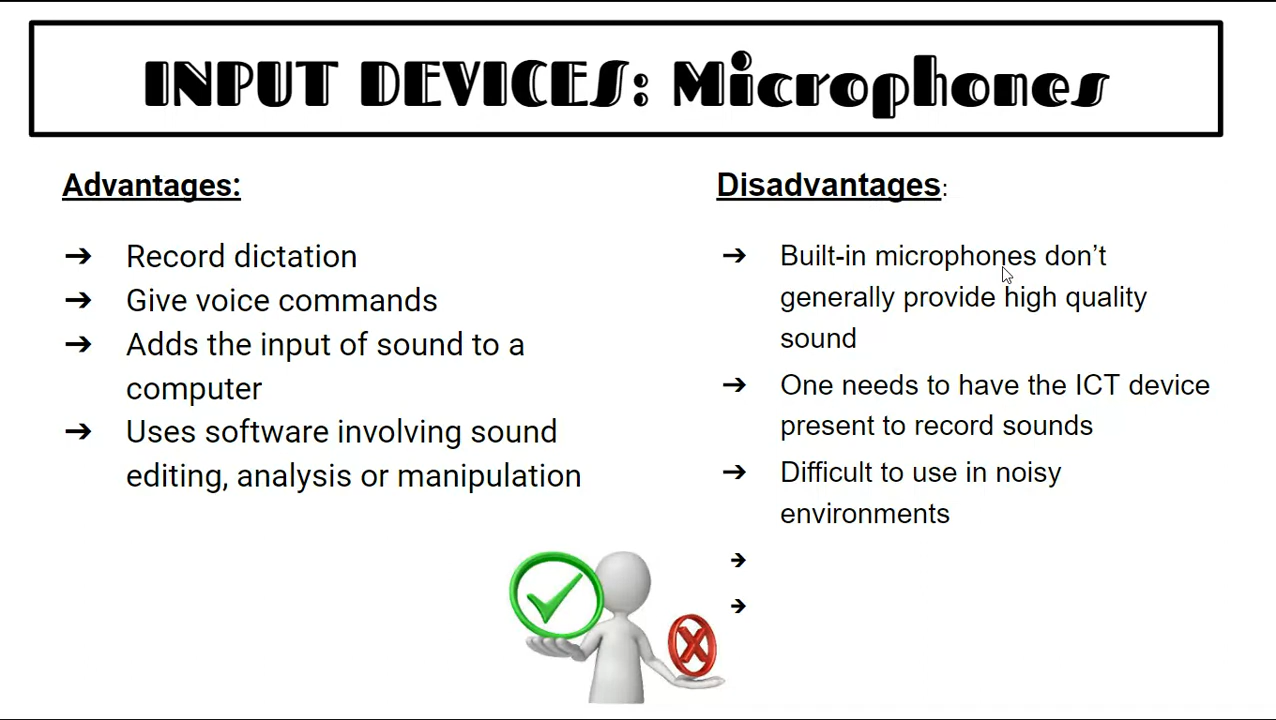 INPUT DEVICES: Microphones
Advantages:
➔ Record dictation
➔ Give voice commands
➔ Adds the input of sound to a
computer
➔ Uses software involving sound
editing, analysis or manipulation
Disadvantages:
➔ Built-in microphones don’t
generally provide high quality
sound
➔ One needs to have the ICT device
present to record sounds
➔ Difficult to use in noisy
environments
➔
➔